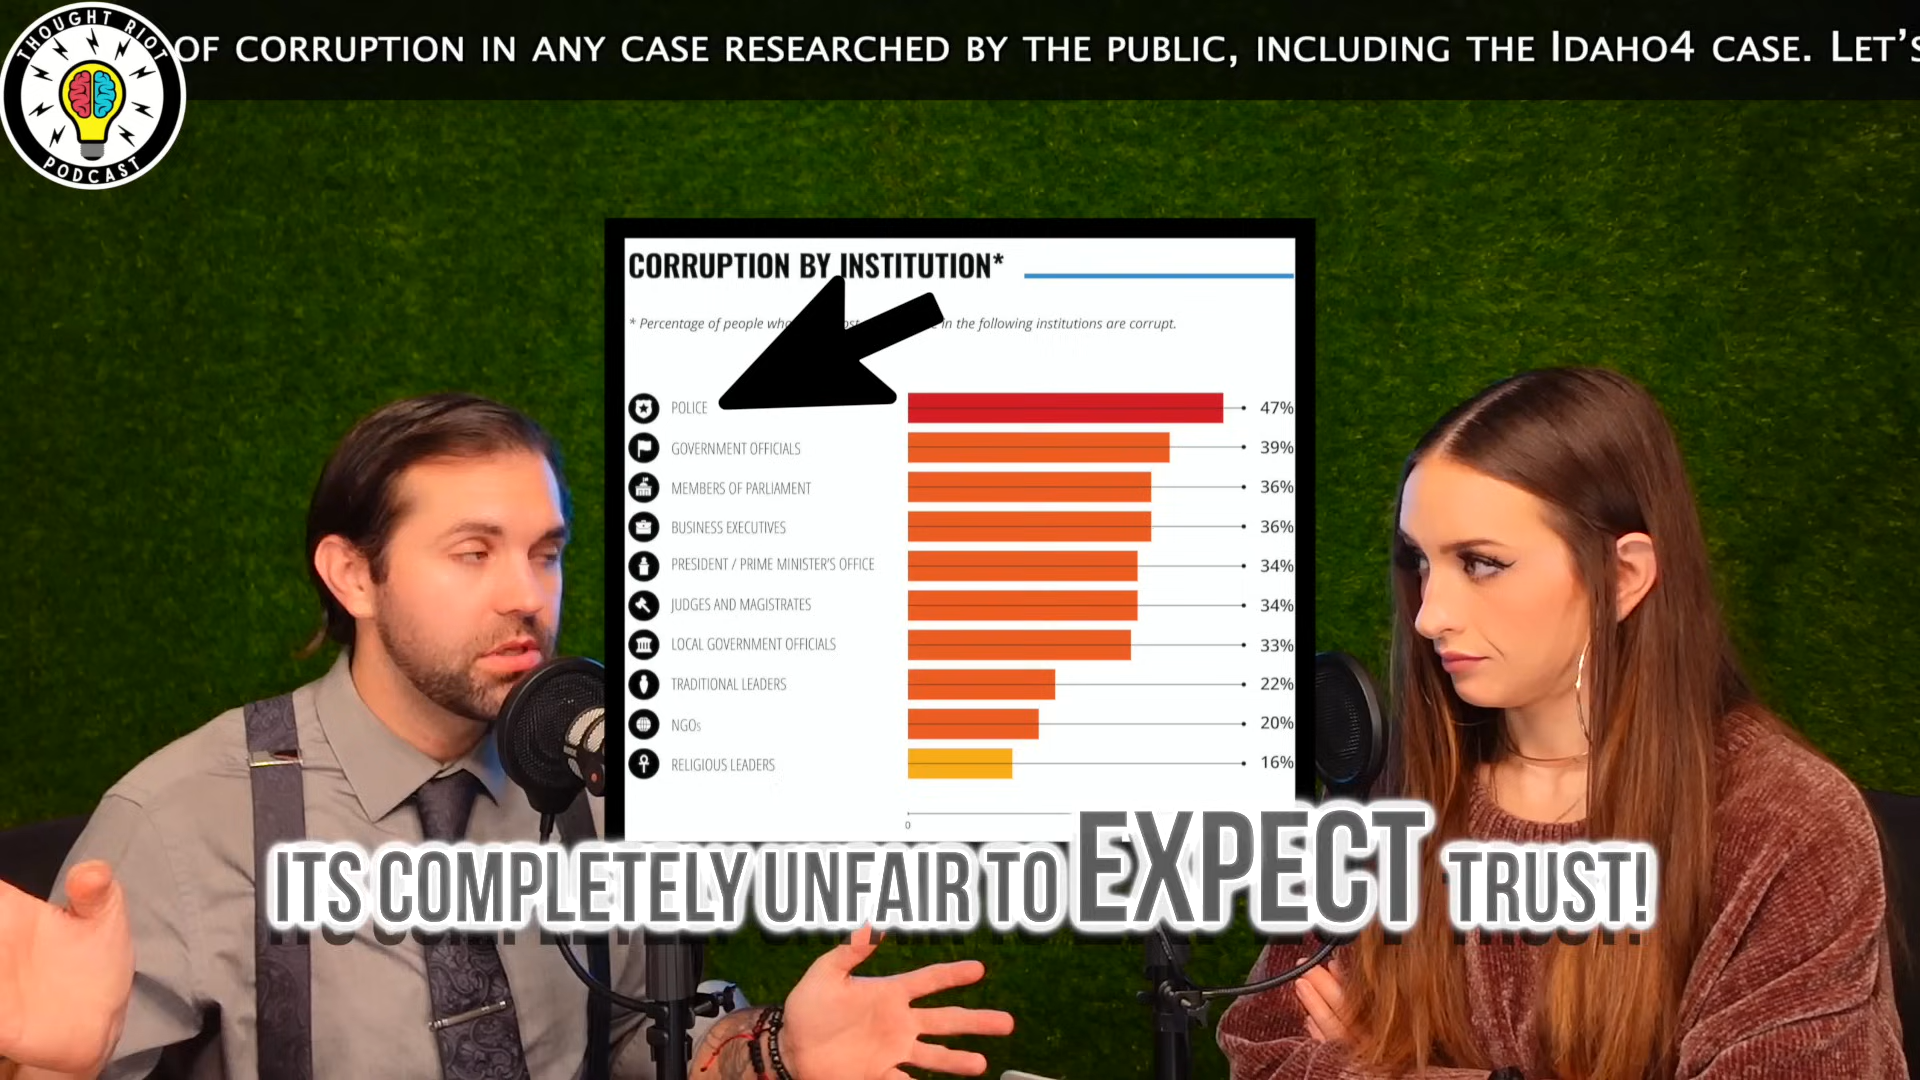 THOUGHT RIOT
PODCAST
OF CORRUPTION IN ANY CASE RESEARCHED BY THE PUBLIC, INCLUDING THE IDAHO4 CASE. LET'S
CORRUPTION BY INSTITUTION*
* Percentage of people who in the following institutions are corrupt.
POLICE 47%
GOVERNMENT OFFICIALS 39%
MEMBERS OF PARLIAMENT 36%
BUSINESS EXECUTIVES 36%
PRESIDENT / PRIME MINISTER'S OFFICE 34%
JUDGES AND MAGISTRATES 34%
LOCAL GOVERNMENT OFFICIALS 33%
TRADITIONAL LEADERS 22%
NGOs 20%
RELIGIOUS LEADERS 16%
0
ITS COMPLETELY UNFAIR TO EXPECT TRUST!